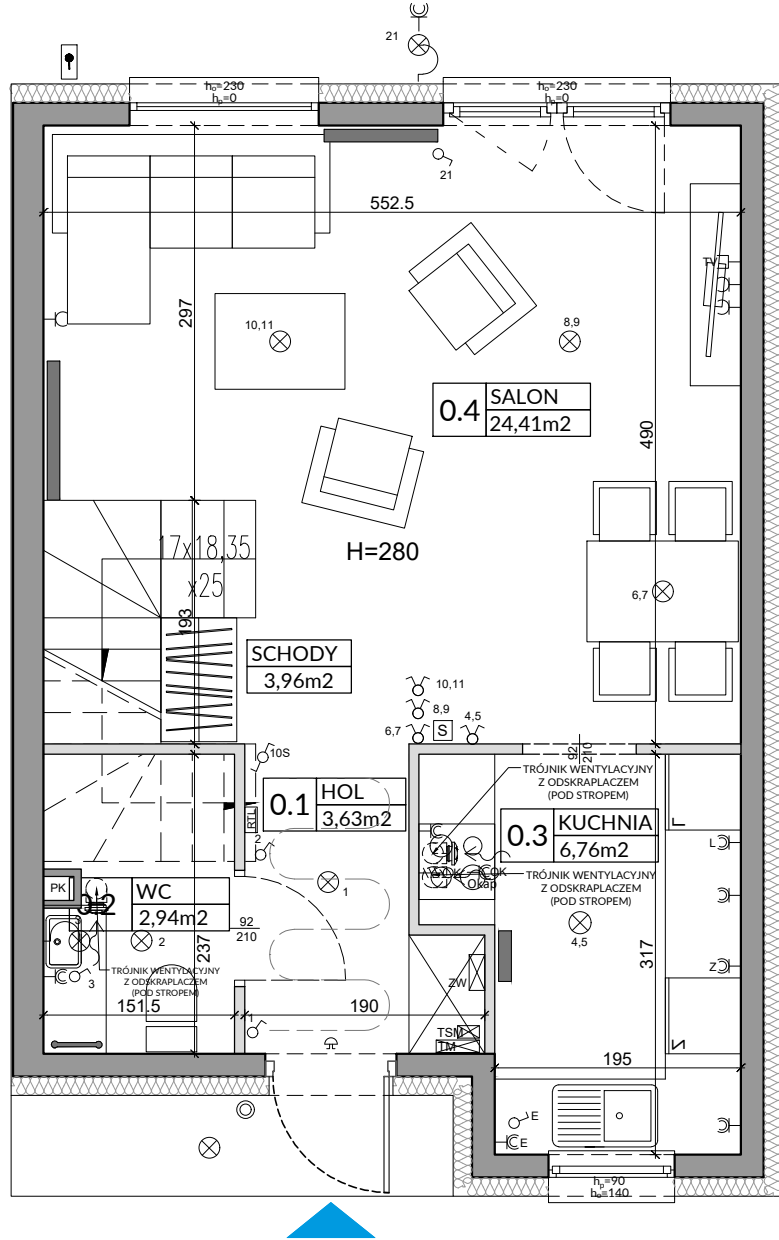 21
hₒ=230
hₚ=0
hₒ=230
hₚ=0
21
552.5
TV
297
10,11
8,9
0.4
SALON
24,41m2
490
17x18,35
x25
H=280
6,7
193
SCHODY
3,96m2
10,11
8,9
6,7
S
4,5
10S
92
210
TRÓJNIK WENTYLACYJNY
Z ODSKRAPLACZEM
(POD STROPEM)
0.1
HOL
3,63m2
RTL
2
0.3
KUCHNIA
6,76m2
L
Okap
TRÓJNIK WENTYLACYJNY
Z ODSKRAPLACZEM
(POD STROPEM)
PK
WC
2,94m2
1
92
210
2
4,5
237
317
TRÓJNIK WENTYLACYJNY
Z ODSKRAPLACZEM
(POD STROPEM)
3
ZW
Z
151.5
190
1
TSM
TM
195
E
E
hₚ=90
hₒ=140